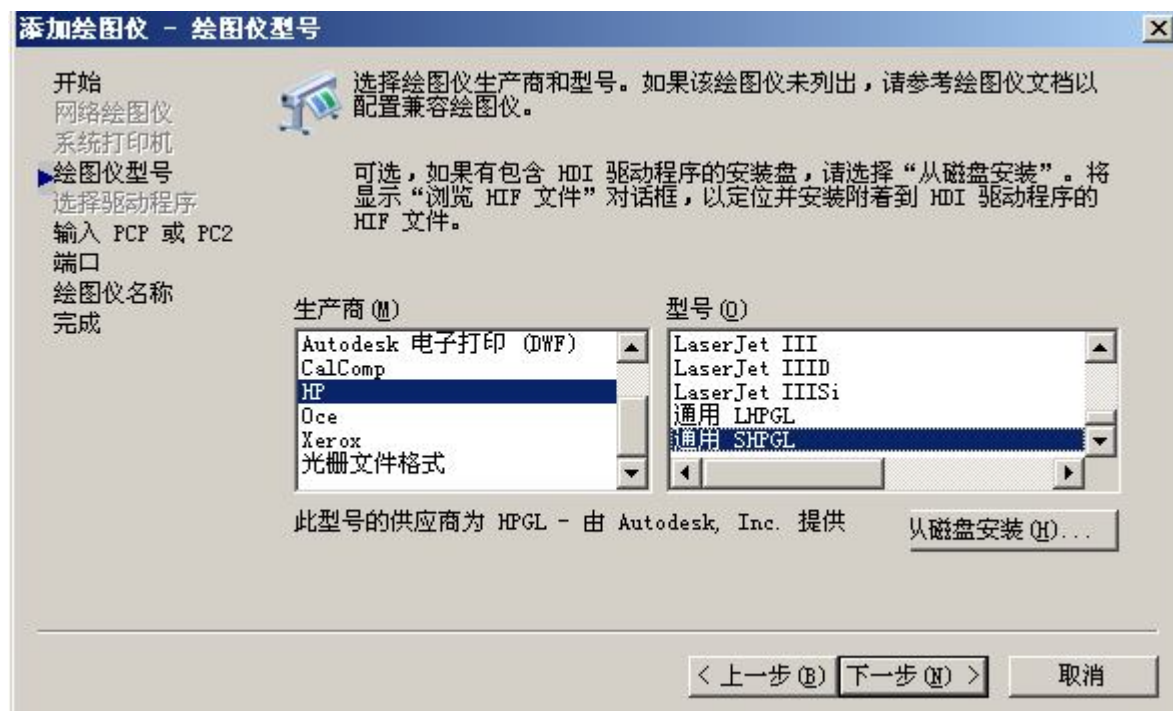 添加绘图仪 - 绘图仪型号
开始
网络绘图仪
系统打印机
绘图仪型号
选择驱动程序
输入 PCP 或 PC2
端口
绘图仪名称
完成
选择绘图仪生产商和型号。如果该绘图仪未列出，请参考绘图仪文档以
配置兼容绘图仪。
可选，如果有包含 HDI 驱动程序的安装盘，请选择“从磁盘安装”。将
显示“浏览 HIF 文件”对话框，以定位并安装附着到 HDI 驱动程序的
HIF 文件。
生产商(M)
Autodesk 电子打印 (DWF)
CalComp
HP
Oce
Xerox
光栅文件格式
型号(O)
LaserJet III
LaserJet IIID
LaserJet IIISi
通用 LHPGL
通用 SHPGL
此型号的供应商为 HPGL - 由 Autodesk, Inc. 提供
从磁盘安装(H)...
< 上一步(B)
下一步(N) >
取消